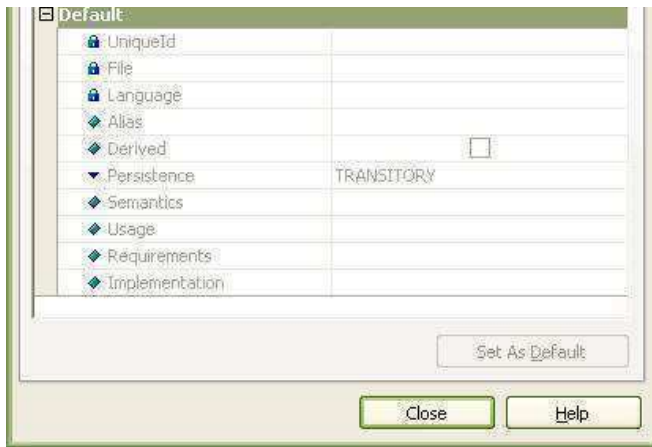 Default
UniqueId
File
Language
Alias
Derived
Persistence TRANSITORY
Semantics
Usage
Requirements
Implementation
Set As Default
Close Help